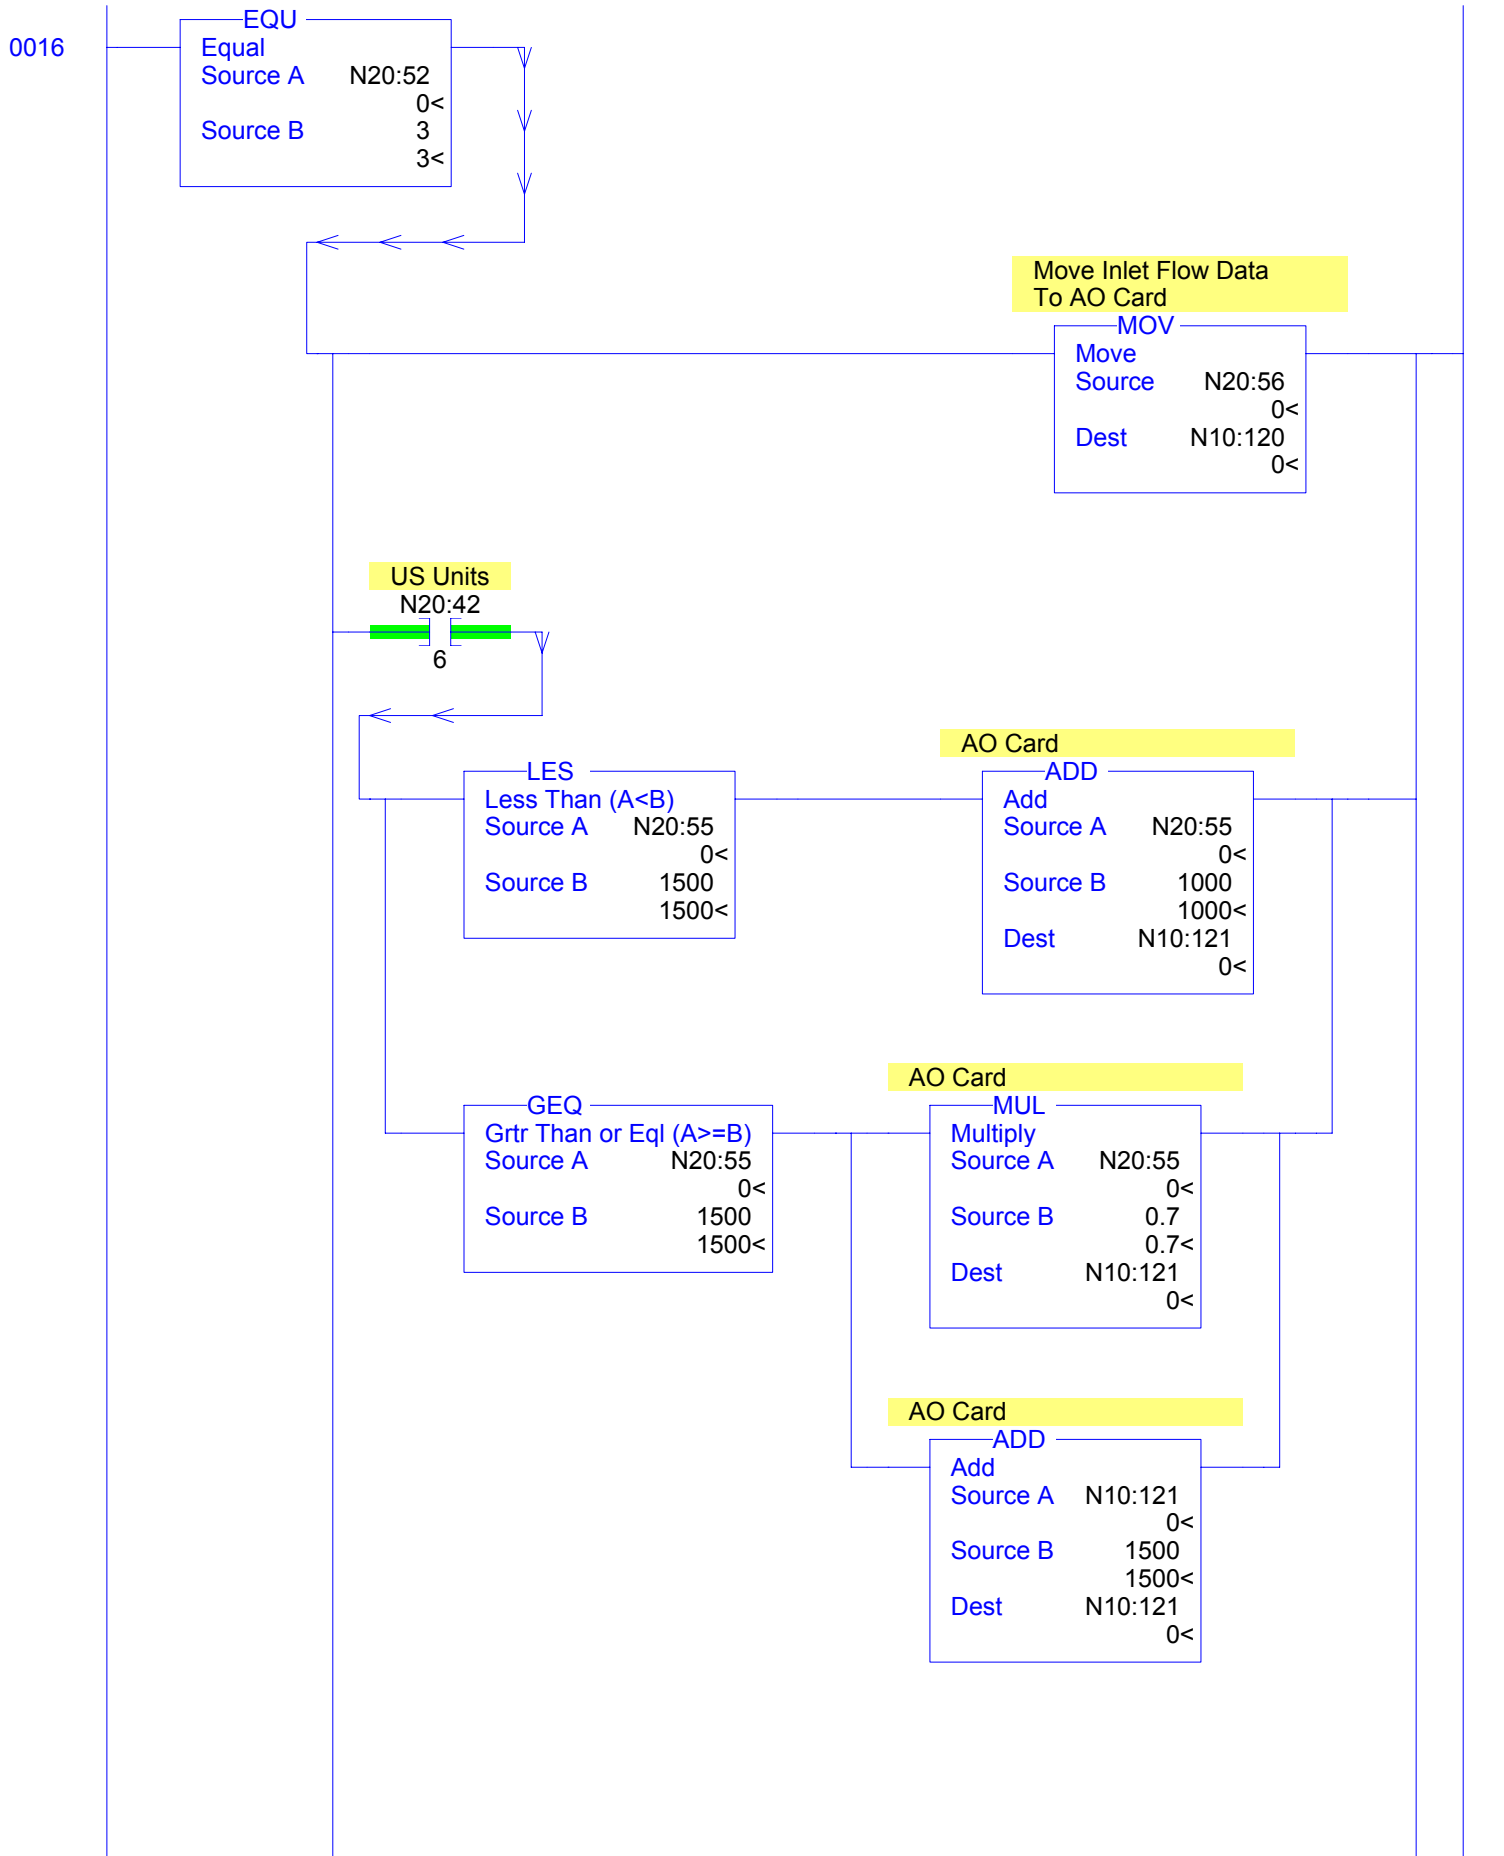 0016
EQU
Equal
Source A N20:52
0<
Source B 3
3<
Move Inlet Flow Data
To AO Card
MOV
Move
Source N20:56
0<
Dest N10:120
0<
US Units
N20:42
6
LES
Less Than (A<B)
Source A N20:55
0<
Source B 1500
1500<
AO Card
ADD
Add
Source A N20:55
0<
Source B 1000
1000<
Dest N10:121
0<
GEQ
Grtr Than or Eql (A>=B)
Source A N20:55
0<
Source B 1500
1500<
AO Card
MUL
Multiply
Source A N20:55
0<
Source B 0.7
0.7<
Dest N10:121
0<
AO Card
ADD
Add
Source A N10:121
0<
Source B 1500
1500<
Dest N10:121
0<